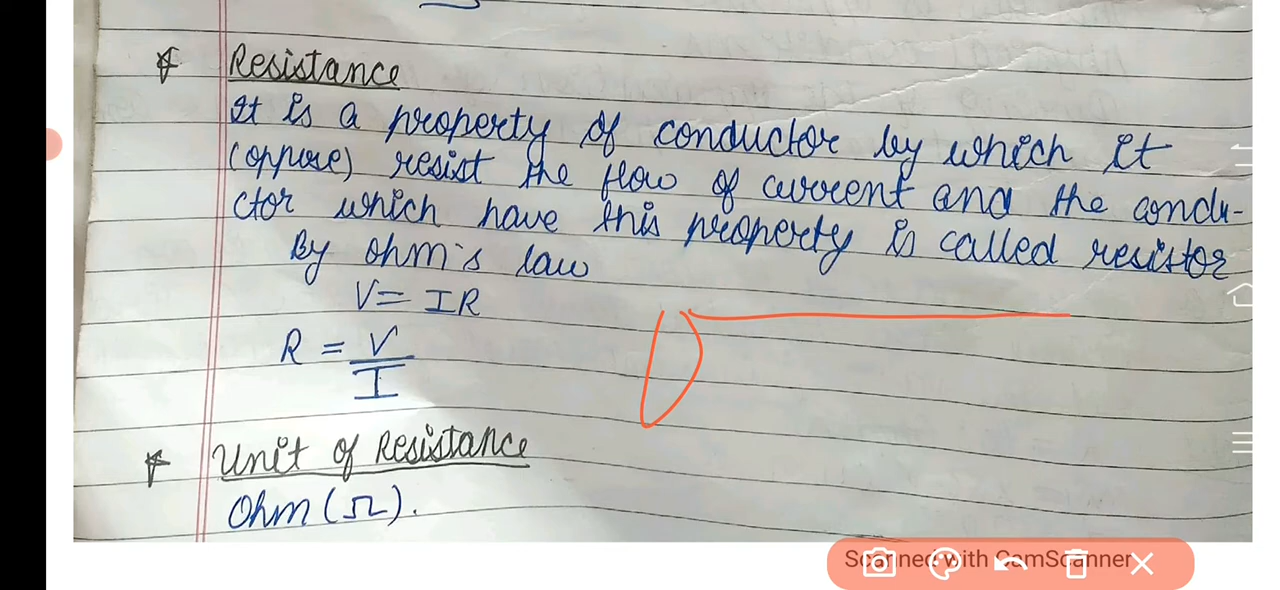 Resistance
It is a property of conductor by which it
(oppose) resist the flow of current and the condu-
ctor which have this property is called resistor
By ohm's law
V = IR
R = V
I
Unit of Resistance
Ohm (Ω).
Scanned with CamScanner